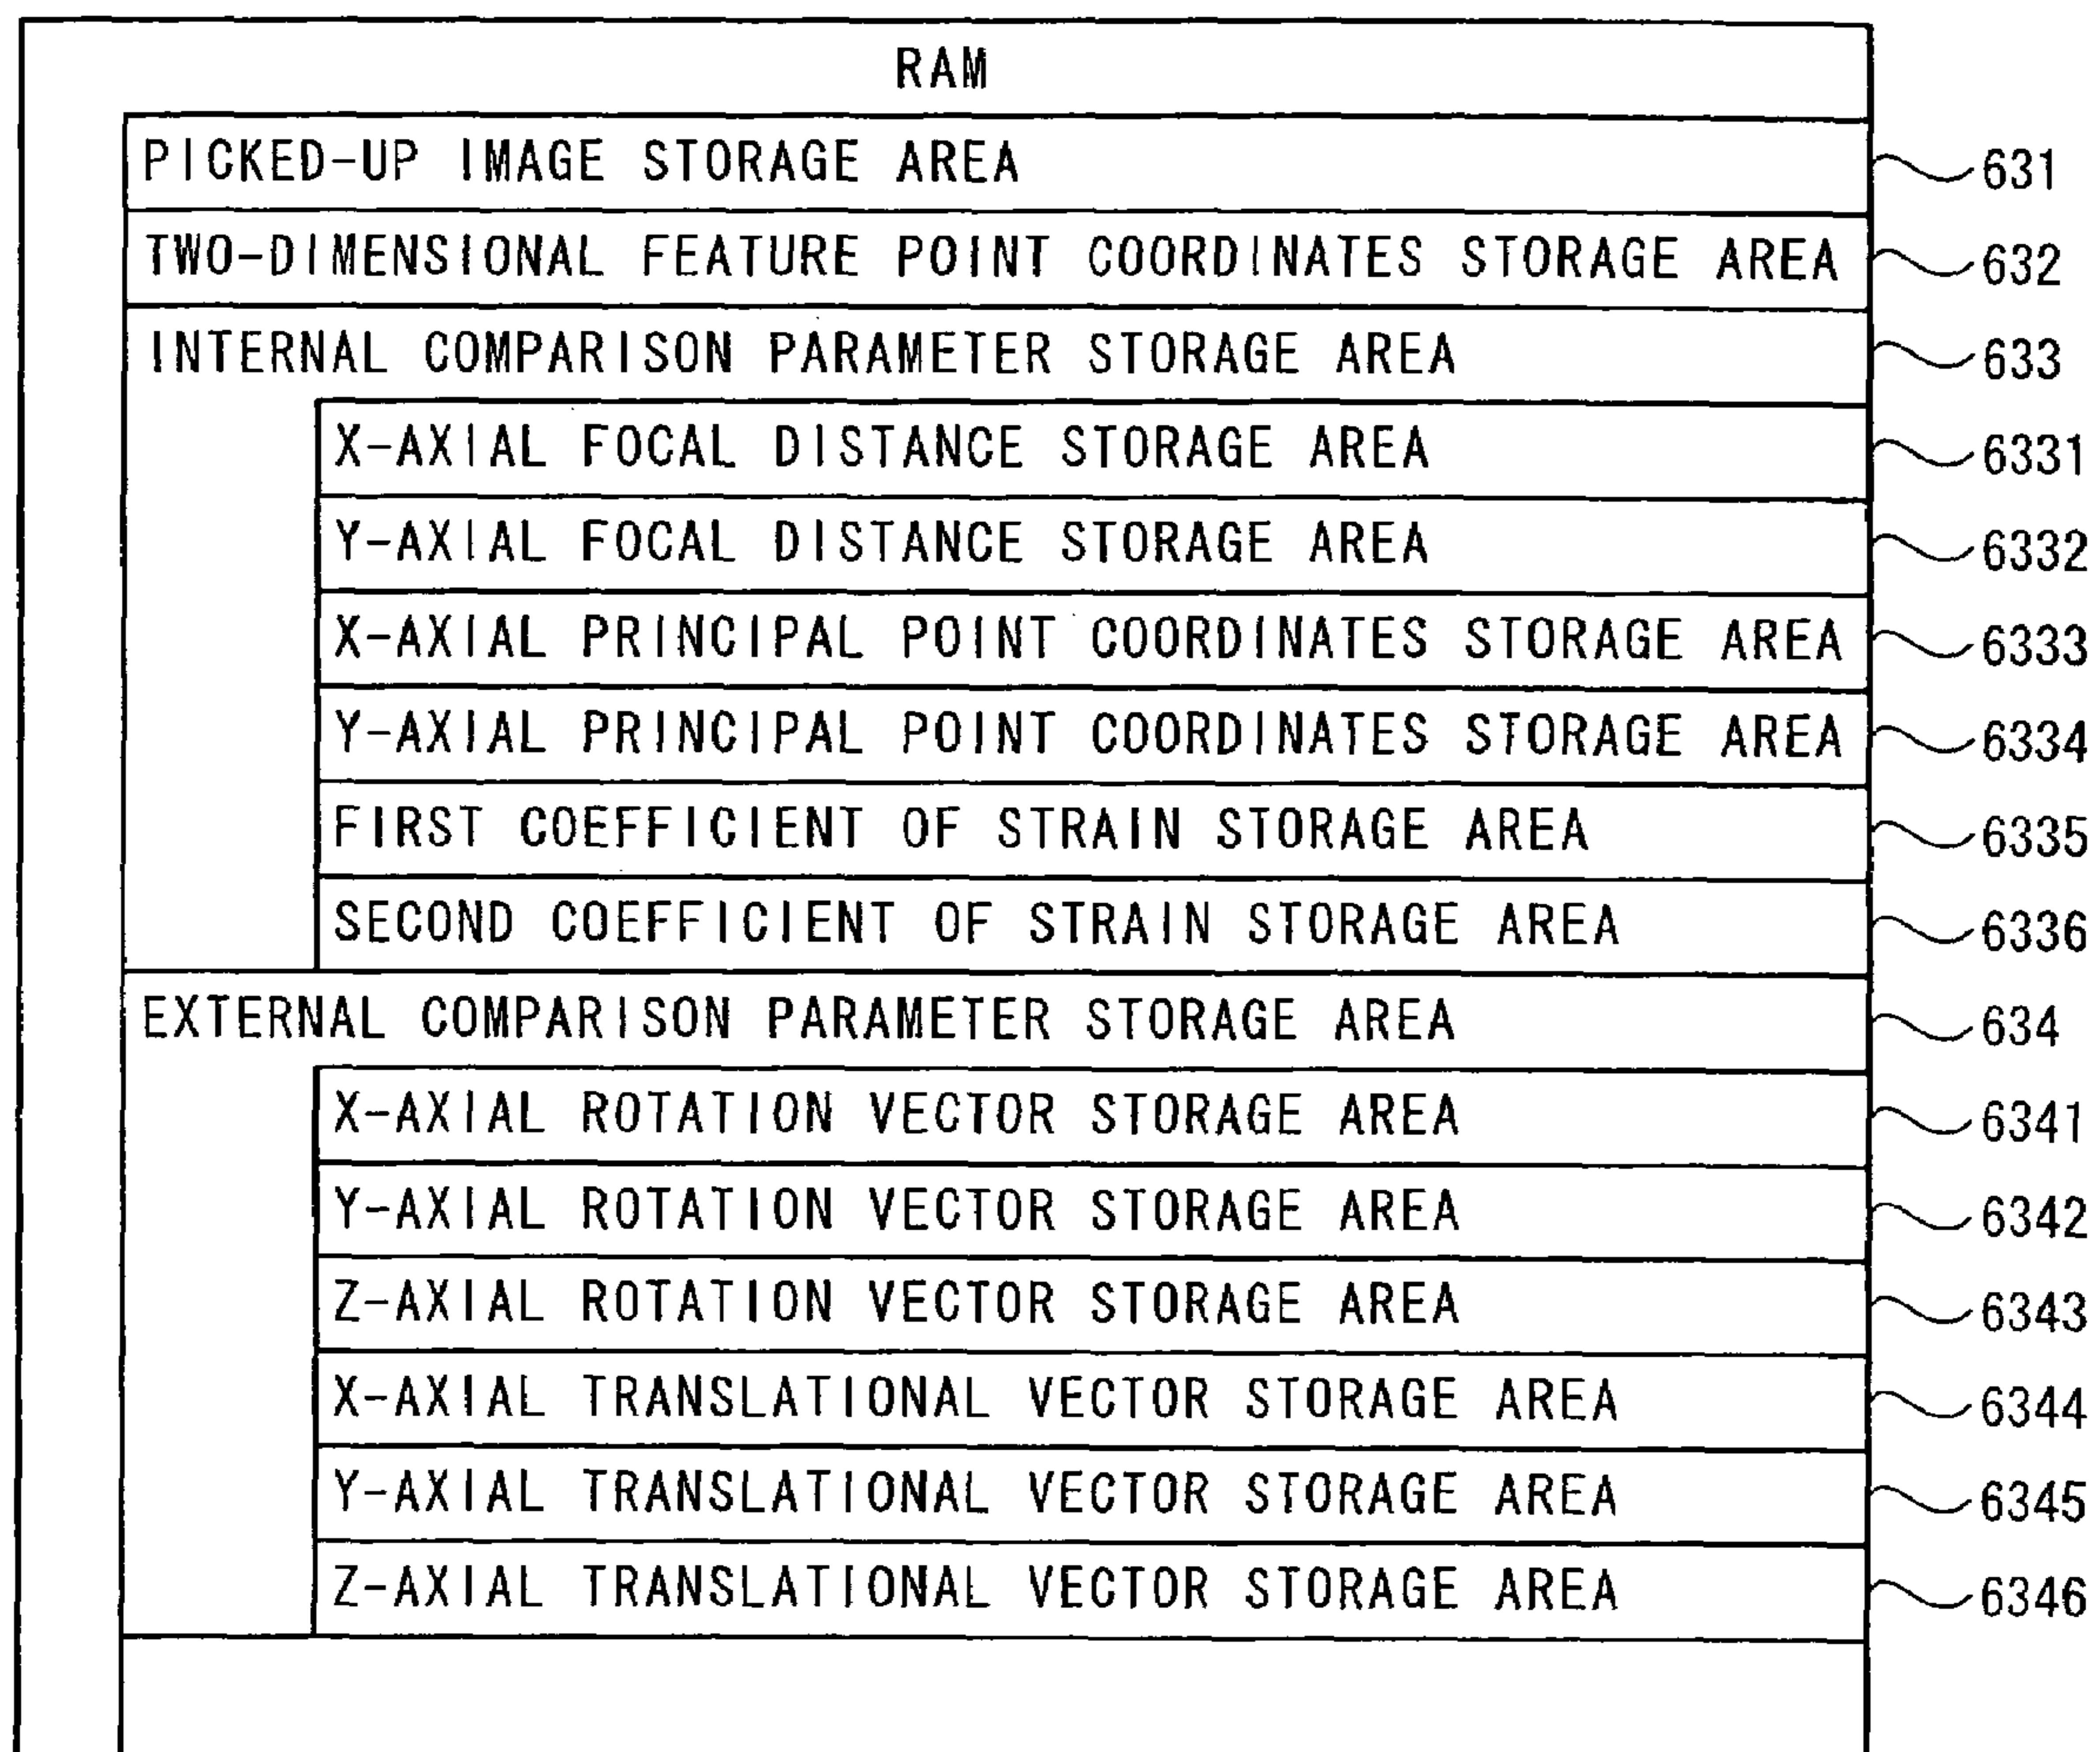 RAM
PICKED-UP IMAGE STORAGE AREA 631
TWO-DIMENSIONAL FEATURE POINT COORDINATES STORAGE AREA 632
INTERNAL COMPARISON PARAMETER STORAGE AREA 633
X-AXIAL FOCAL DISTANCE STORAGE AREA 6331
Y-AXIAL FOCAL DISTANCE STORAGE AREA 6332
X-AXIAL PRINCIPAL POINT COORDINATES STORAGE AREA 6333
Y-AXIAL PRINCIPAL POINT COORDINATES STORAGE AREA 6334
FIRST COEFFICIENT OF STRAIN STORAGE AREA 6335
SECOND COEFFICIENT OF STRAIN STORAGE AREA 6336
EXTERNAL COMPARISON PARAMETER STORAGE AREA 634
X-AXIAL ROTATION VECTOR STORAGE AREA 6341
Y-AXIAL ROTATION VECTOR STORAGE AREA 6342
Z-AXIAL ROTATION VECTOR STORAGE AREA 6343
X-AXIAL TRANSLATIONAL VECTOR STORAGE AREA 6344
Y-AXIAL TRANSLATIONAL VECTOR STORAGE AREA 6345
Z-AXIAL TRANSLATIONAL VECTOR STORAGE AREA 6346